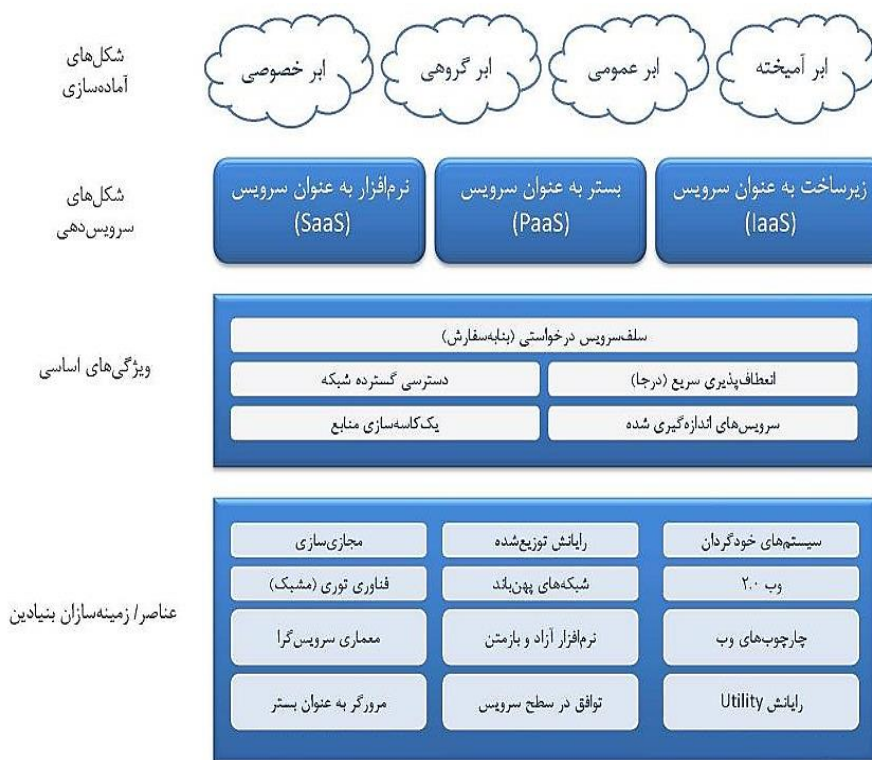 شکل‌های
آماده‌سازی
ابر آمیخته
ابر عمومی
ابر گروهی
ابر خصوصی
شکل‌های
سرویس‌دهی
زیرساخت به عنوان سرویس
(IaaS)
بستر به عنوان سرویس
(PaaS)
نرم‌افزار به عنوان سرویس
(SaaS)
ویژگی‌های اساسی
سلف‌سرویس درخواستی (بنابه‌سفارش)
انعطاف‌پذیری سریع (درجا)
دسترسی گسترده شبکه
سرویس‌های اندازه‌گیری شده
یک‌کاسه‌سازی منابع
عناصر/ زمینه‌سازان بنیادین
سیستم‌های خودگردان
رایانش توزیع‌شده
مجازی‌سازی
وب ۲.۰
شبکه‌های پهن‌باند
فناوری توری (مشبک)
چارچوب‌های وب
نرم‌افزار آزاد و بازمتن
معماری سرویس‌گرا
رایانش Utility
توافق در سطح سرویس
مرورگر به عنوان بستر